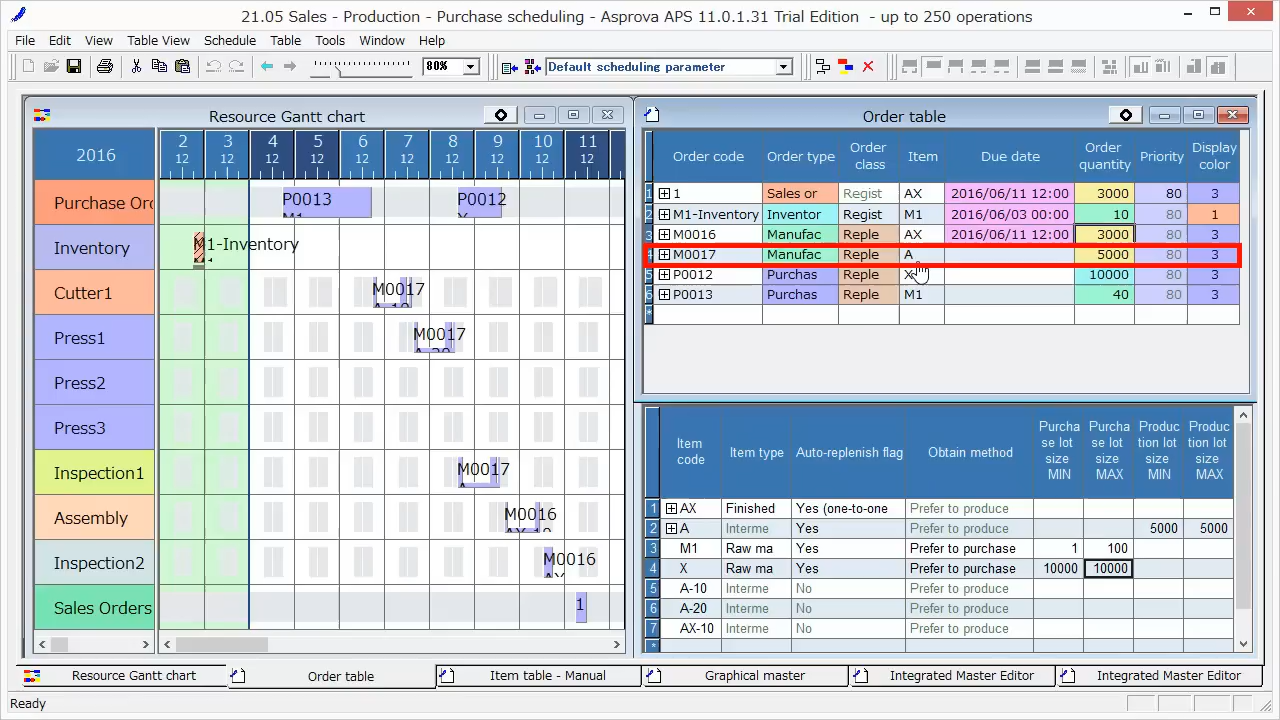 21.05 Sales - Production - Purchase scheduling - Asprova APS 11.0.1.31 Trial Edition - up to 250 operations
File Edit View Table View Schedule Table Tools Window Help
80% Default scheduling parameter
Resource Gantt chart
2016
2 3 4 5 6 7 8 9 10 11
12 12 12 12 12 12 12 12 12 12
Purchase Orc P0013 P0012
Inventory M1-Inventory
Cutter1 M0017
Press1 M0017
Press2
Press3
Inspection1 M0017
Assembly M0016
Inspection2 M0016
Sales Orders 1
Order table
Order code Order type Order class Item Due date Order quantity Priority Display color
1 1 Sales or Regist AX 2016/06/11 12:00 3000 80 3
2 M1-Inventory Inventor Regist M1 2016/06/03 00:00 10 80 1
3 M0016 Manufac Reple AX 2016/06/11 12:00 3000 80 3
4 M0017 Manufac Reple A 5000 80 3
5 P0012 Purchas Reple X 10000 80 3
6 P0013 Purchas Reple M1 40 80 3
*
Item code Item type Auto-replenish flag Obtain method Purcha se lot size MIN Purcha se lot size MAX Produc tion lot size MIN Produc tion lot size MAX
1 AX Finished Yes (one-to-one Prefer to produce
2 A Interme Yes Prefer to produce 5000 5000
3 M1 Raw ma Yes Prefer to purchase 1 100
4 X Raw ma Yes Prefer to purchase 10000 10000
5 A-10 Interme No Prefer to produce
6 A-20 Interme No Prefer to produce
7 AX-10 Interme No Prefer to produce
*
Resource Gantt chart Order table Item table - Manual Graphical master Integrated Master Editor Integrated Master Editor
Ready